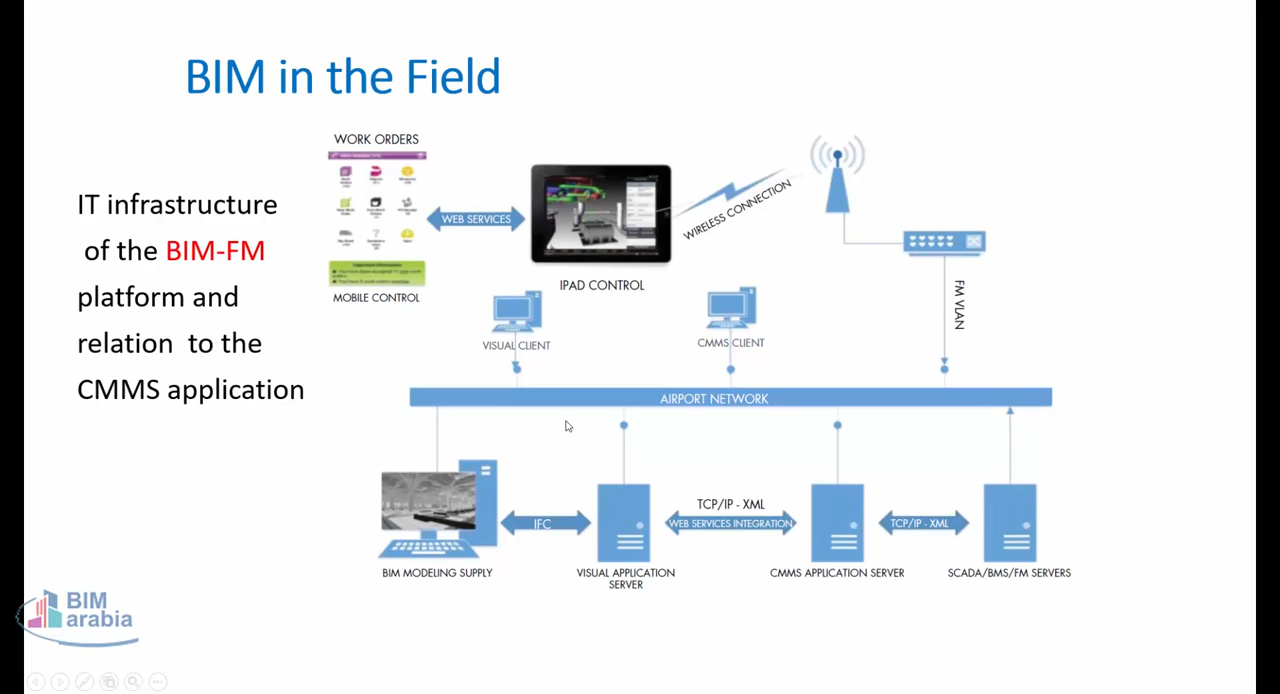 BIM in the Field
IT infrastructure
of the BIM-FM
platform and
relation to the
CMMS application
WORK ORDERS
MOBILE CONTROL
WEB SERVICES
IPAD CONTROL
WIRELESS CONNECTION
FM VLAN
VISUAL CLIENT
CMMS CLIENT
AIRPORT NETWORK
BIM MODELING SUPPLY
IFC
VISUAL APPLICATION
SERVER
TCP/IP - XML
WEB SERVICES INTEGRATION
CMMS APPLICATION SERVER
TCP/IP - XML
SCADA/BMS/FM SERVERS
BIM
arabia